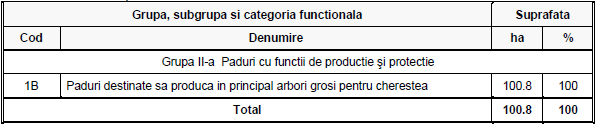 Grupa, subgrupa si categoria functionala Suprafata
Cod Denumire ha %
Grupa II-a Paduri cu functii de productie şi protectie
1B Paduri destinate sa produca in principal arbori grosi pentru cherestea 100.8 100
Total 100.8 100